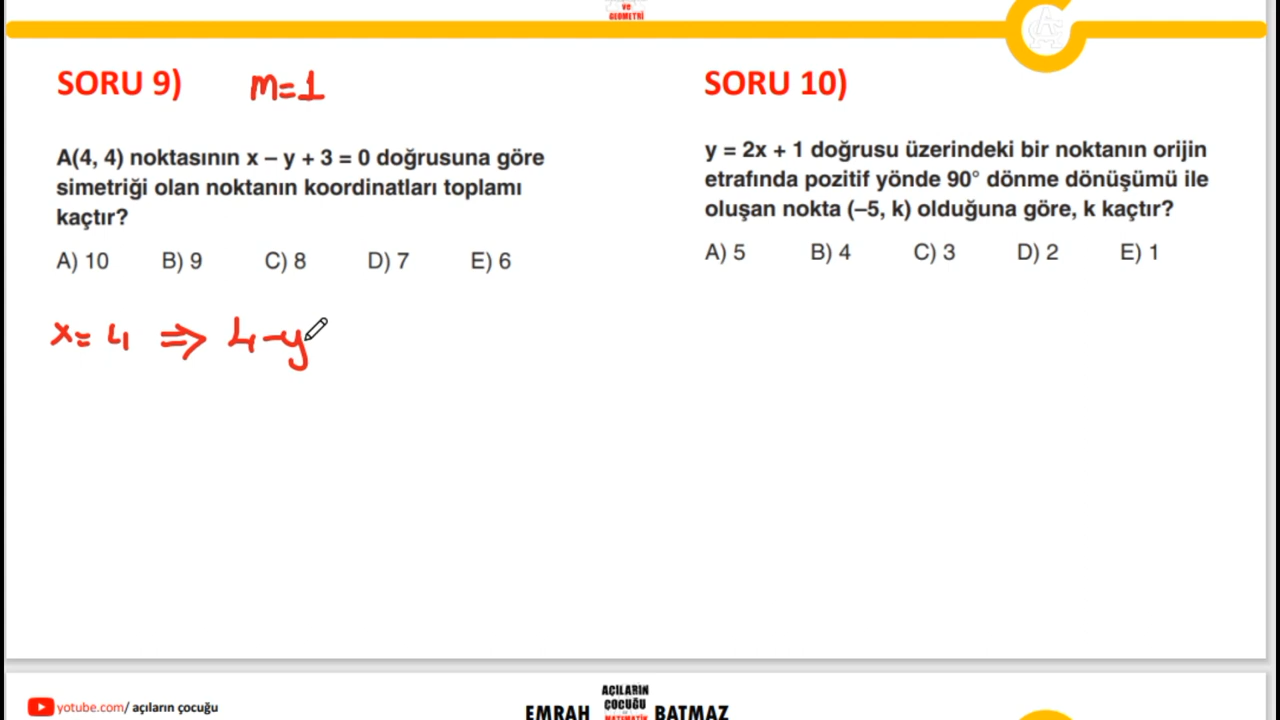 VE
GEOMETRİ
SORU 9) m=1
A(4, 4) noktasının x – y + 3 = 0 doğrusuna göre
simetriği olan noktanın koordinatları toplamı
kaçtır?
A) 10 B) 9 C) 8 D) 7 E) 6
x=4 ⇒ 4-y
SORU 10)
y = 2x + 1 doğrusu üzerindeki bir noktanın orijin
etrafında pozitif yönde 90° dönme dönüşümü ile
oluşan nokta (–5, k) olduğuna göre, k kaçtır?
A) 5 B) 4 C) 3 D) 2 E) 1
yotube.com/ açıların çocuğu
EMRAH
AÇILARIN
ÇOCUĞU
MATEMATİK
BATMAZ